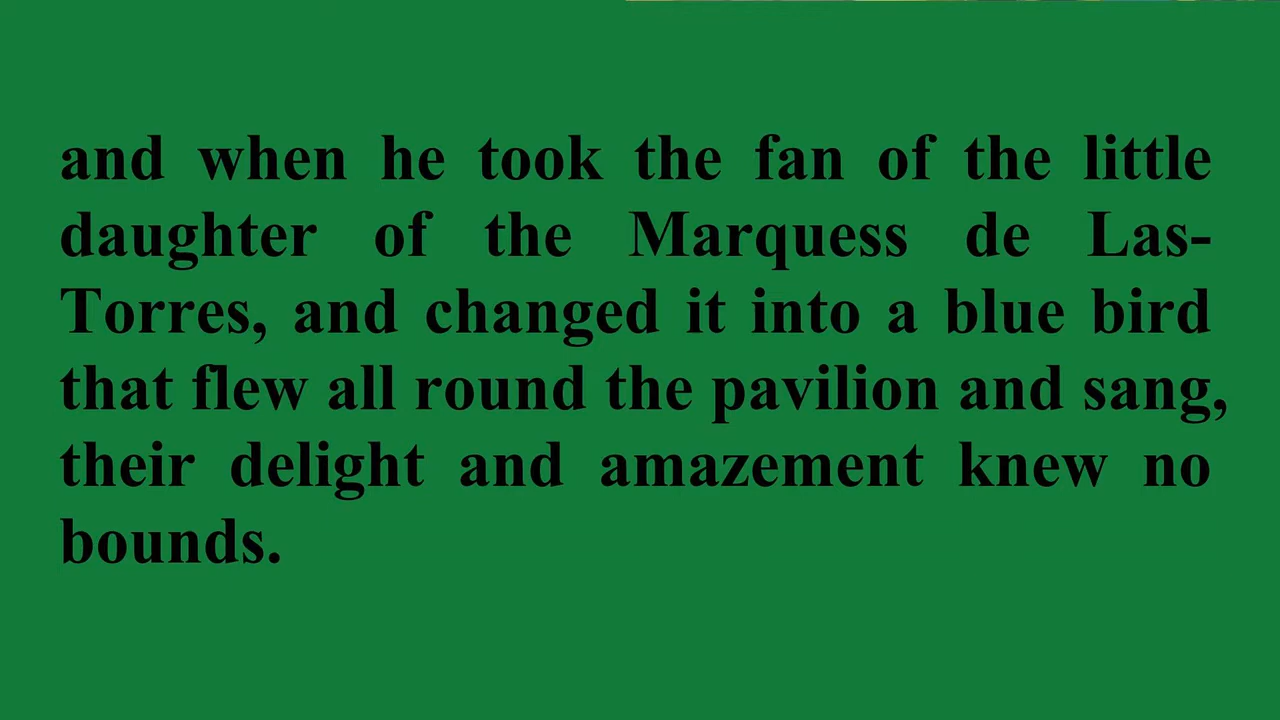 and when he took the fan of the little
daughter of the Marquess de Las-
Torres, and changed it into a blue bird
that flew all round the pavilion and sang,
their delight and amazement knew no
bounds.